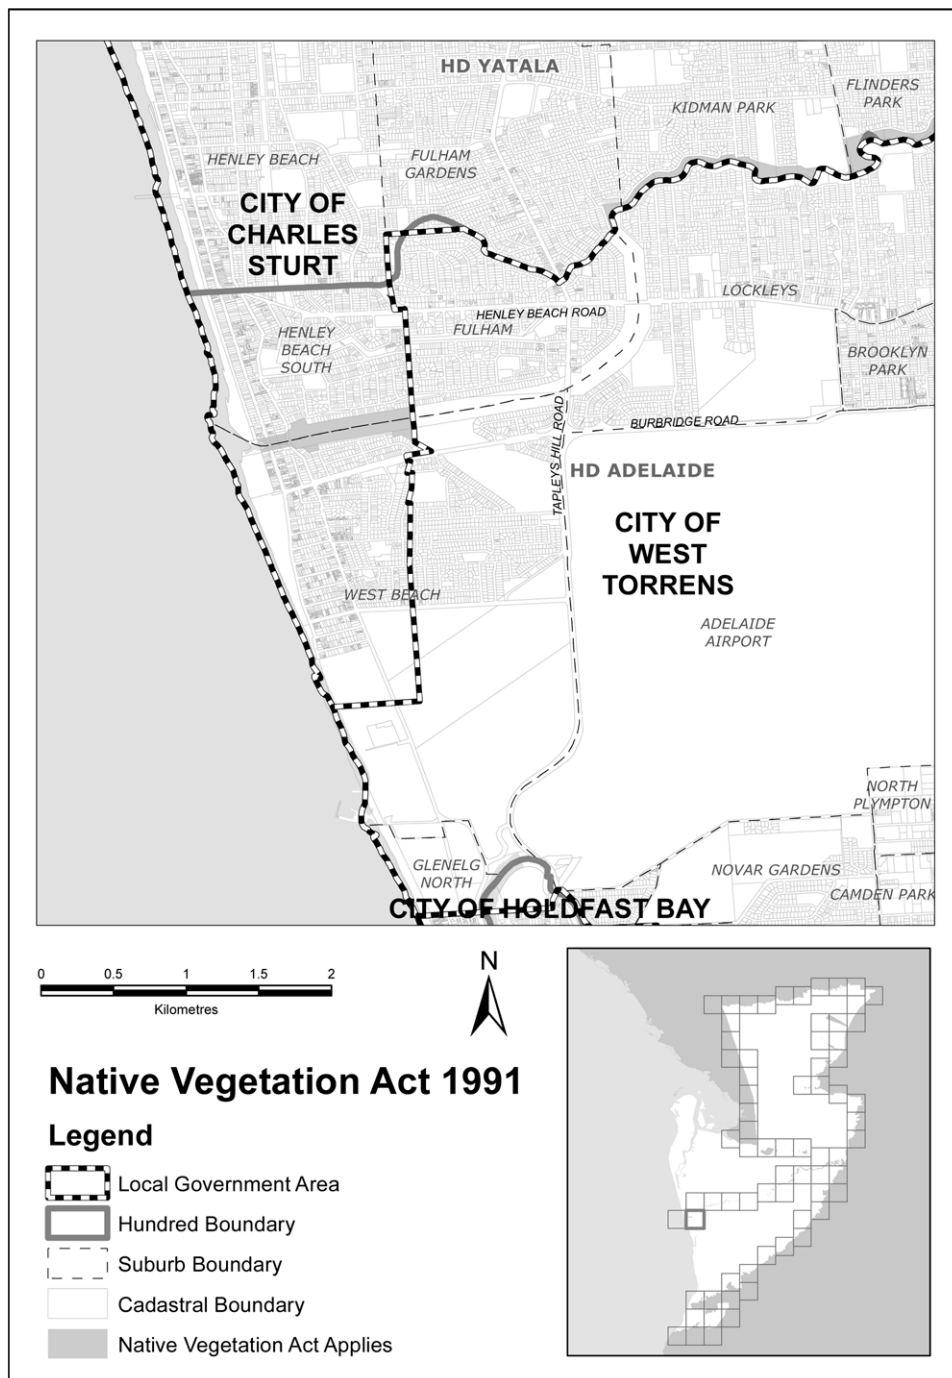 HD YATALA
FLINDERS
PARK
KIDMAN PARK
HENLEY BEACH
FULHAM
GARDENS
CITY OF
CHARLES
STURT
LOCKLEYS
HENLEY BEACH ROAD
FULHAM
HENLEY
BEACH
SOUTH
BROOKLYN
PARK
TAPLEYS HILL ROAD
BURBRIDGE ROAD
HD ADELAIDE
CITY OF
WEST
TORRENS
WEST BEACH
ADELAIDE
AIRPORT
NORTH
PLYMPTON
GLENELG
NORTH
NOVAR GARDENS
CAMDEN PARK
CITY OF HOLDFAST BAY
0 0.5 1 1.5 2
Kilometres
N
Native Vegetation Act 1991
Legend
Local Government Area
Hundred Boundary
Suburb Boundary
Cadastral Boundary
Native Vegetation Act Applies